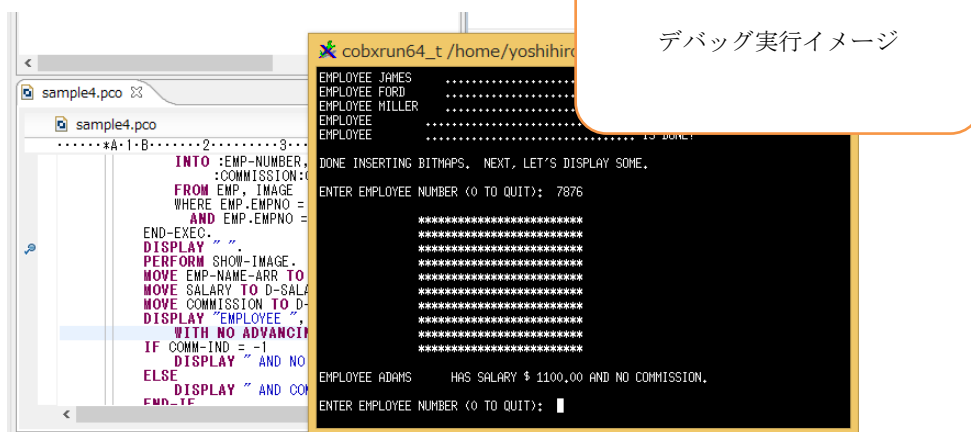 デバッグ実行イメージ
cobxrun64_t /home/yoshihiro
EMPLOYEE JAMES ......................
EMPLOYEE FORD ......................
EMPLOYEE MILLER ......................
EMPLOYEE ........................
EMPLOYEE ................................... IS DONE!
DONE INSERTING BITMAPS. NEXT, LET'S DISPLAY SOME.
ENTER EMPLOYEE NUMBER (0 TO QUIT): 7876
**************************
**************************
**************************
**************************
**************************
**************************
**************************
**************************
**************************
**************************
EMPLOYEE ADAMS HAS SALARY $ 1100.00 AND NO COMMISSION.
ENTER EMPLOYEE NUMBER (0 TO QUIT):
sample4.pco
sample4.pco
······*A·1·B·······2·········3···
INTO :EMP-NUMBER,
:COMMISSION:
FROM EMP, IMAGE
WHERE EMP.EMPNO =
AND EMP.EMPNO =
END-EXEC.
DISPLAY " ".
PERFORM SHOW-IMAGE.
MOVE EMP-NAME-ARR TO
MOVE SALARY TO D-SALA
MOVE COMMISSION TO D-
DISPLAY "EMPLOYEE ",
WITH NO ADVANCIN
IF COMM-IND = -1
DISPLAY " AND NO
ELSE
DISPLAY " AND COM
END-IF